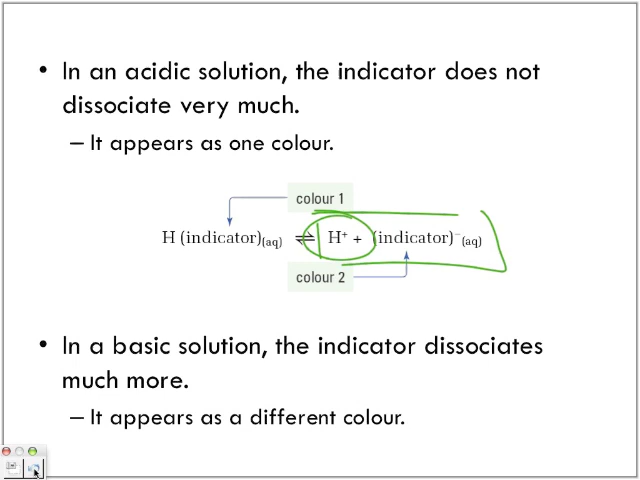 • In an acidic solution, the indicator does not
dissociate very much.
– It appears as one colour.
colour 1
H (indicator)(aq) ⇌ H⁺ + (indicator)⁻(aq)
colour 2
• In a basic solution, the indicator dissociates
much more.
– It appears as a different colour.